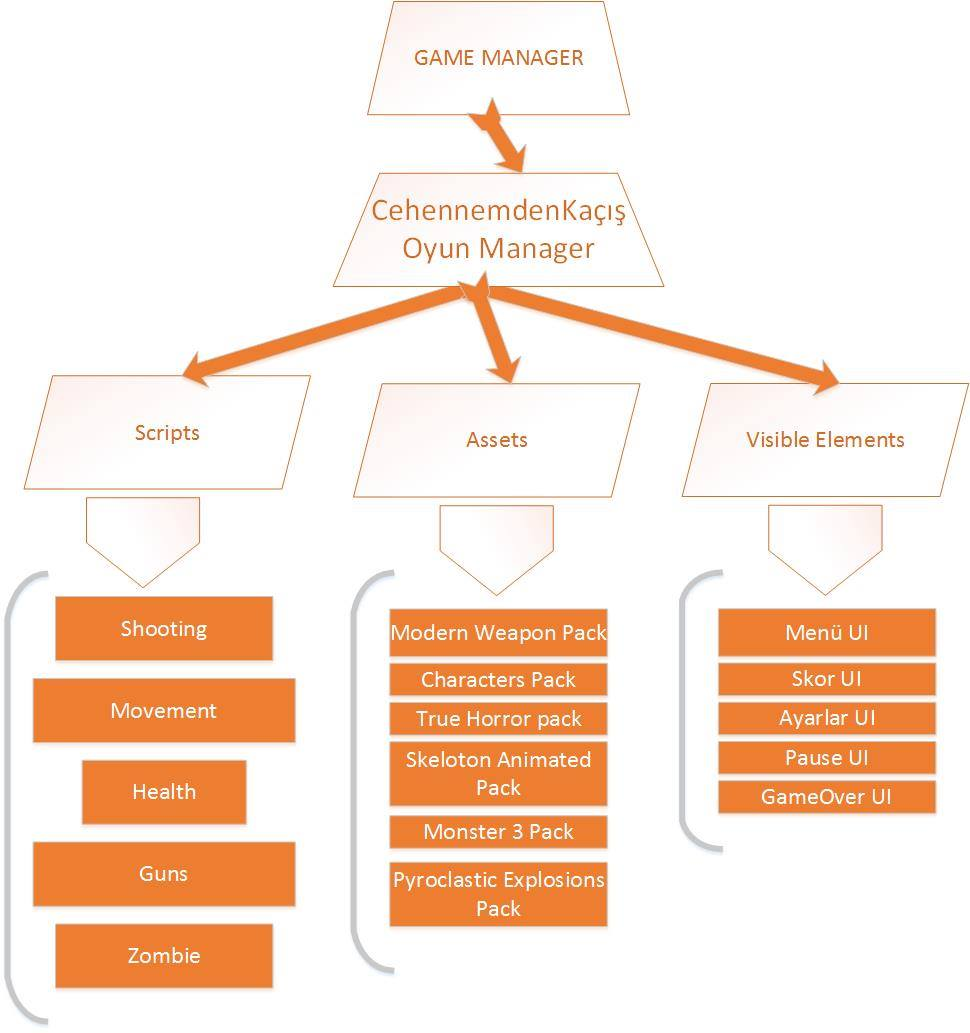 GAME MANAGER
CehennemdenKaçış
Oyun Manager
Scripts
Assets
Visible Elements
Shooting
Movement
Health
Guns
Zombie
Modern Weapon Pack
Characters Pack
True Horror pack
Skeloton Animated
Pack
Monster 3 Pack
Pyroclastic Explosions
Pack
Menü UI
Skor UI
Ayarlar UI
Pause UI
GameOver UI